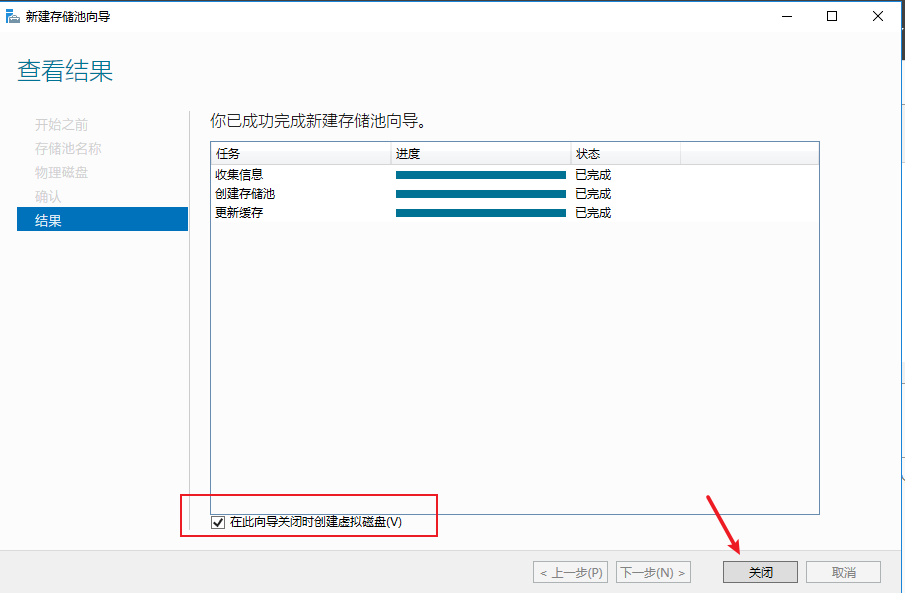 新建存储池向导
查看结果
开始之前
存储池名称
物理磁盘
确认
结果
你已成功完成新建存储池向导。
任务 进度 状态
收集信息 已完成
创建存储池 已完成
更新缓存 已完成
在此向导关闭时创建虚拟磁盘(V)
< 上一步(P) 下一步(N) > 关闭 取消